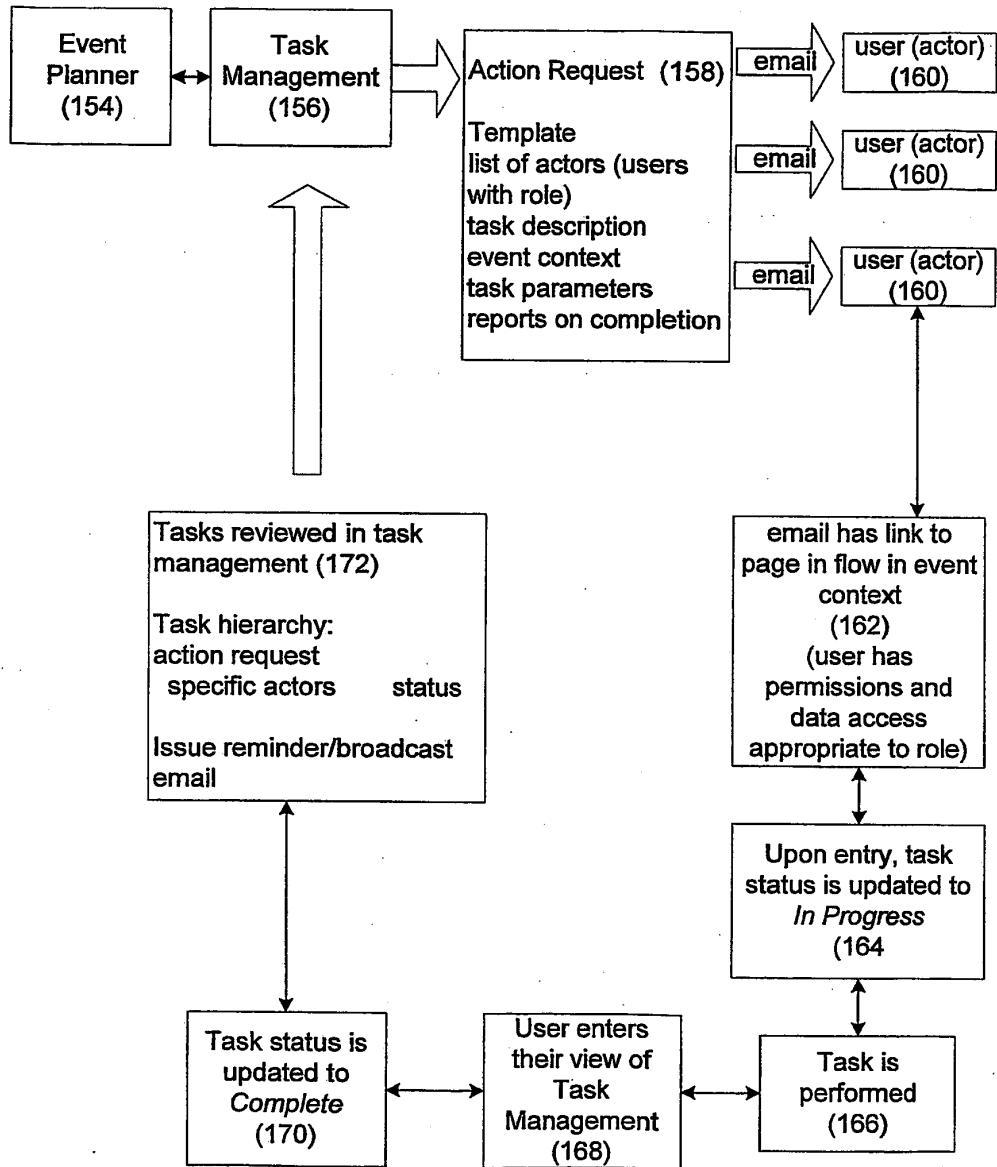 Event
Planner
(154)
Task
Management
(156)
Action Request (158)
Template
list of actors (users
with role)
task description
event context
task parameters
reports on completion
email
user (actor)
(160)
email
user (actor)
(160)
email
user (actor)
(160)
email has link to
page in flow in event
context
(162)
(user has
permissions and
data access
appropriate to role)
Upon entry, task
status is updated to
In Progress
(164
Task is
performed
(166)
User enters
their view of
Task
Management
(168)
Task status is
updated to
Complete
(170)
Tasks reviewed in task
management (172)
Task hierarchy:
action request
specific actors status
Issue reminder/broadcast
email